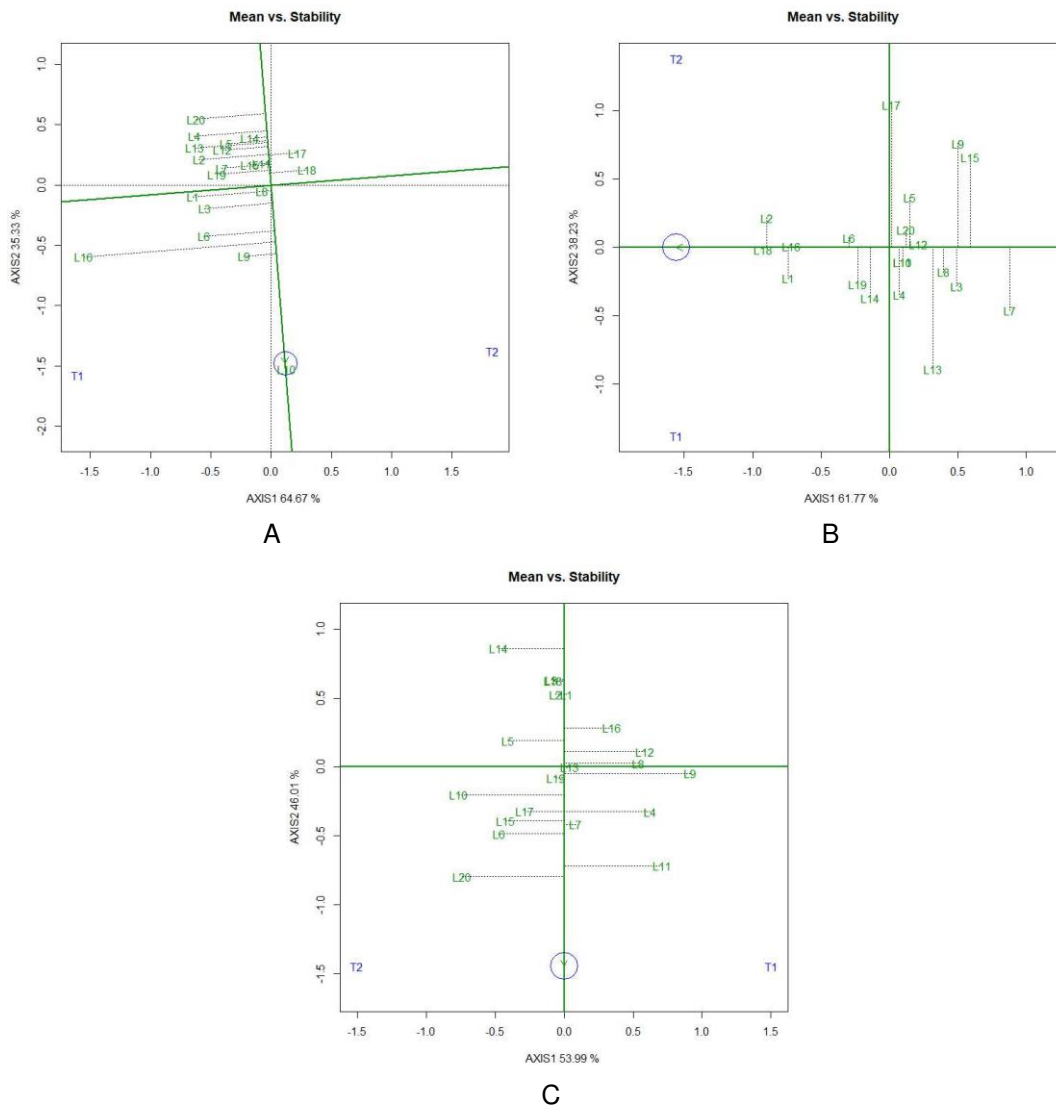 Mean vs. Stability
AXIS2 35.33 %
1.0
0.5
0.0
-0.5
-1.0
-1.5
-2.0
L20
L4
L14
L5
L13
L12
L17
L2
L7
L18
L19
L8
L1
L3
L6
L16
L9
T2
T1
L10
-1.5 -1.0 -0.5 0.0 0.5 1.0 1.5
AXIS1 64.67 %
A
Mean vs. Stability
AXIS2 38.23 %
1.0
0.5
0.0
-0.5
-1.0
T2
L17
L9
L15
L5
L2
L20
L6
L12
L16
L18
L8
L1
L19
L3
L4
L14
L7
L13
T1
-1.5 -1.0 -0.5 0.0 0.5 1.0
AXIS1 61.77 %
B
Mean vs. Stability
AXIS2 46.01 %
1.0
0.5
0.0
-0.5
-1.0
-1.5
L14
L16
L5
L12
L8
L13
L9
L19
L10
L17
L4
L15
L7
L6
L11
L20
T2
T1
-1.5 -1.0 -0.5 0.0 0.5 1.0 1.5
AXIS1 53.99 %
C